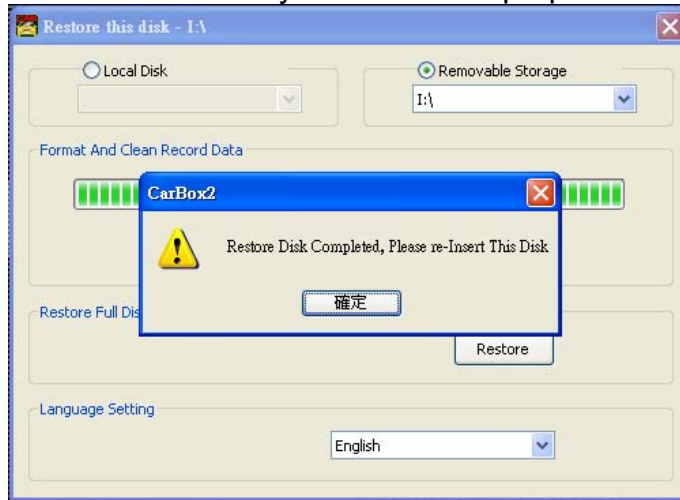 Restore this disk - I:\
Local Disk
Removable Storage
I:\
Format And Clean Record Data
CarBox2
Restore Disk Completed, Please re-Insert This Disk
確定
Restore Full Dis
Restore
Language Setting
English